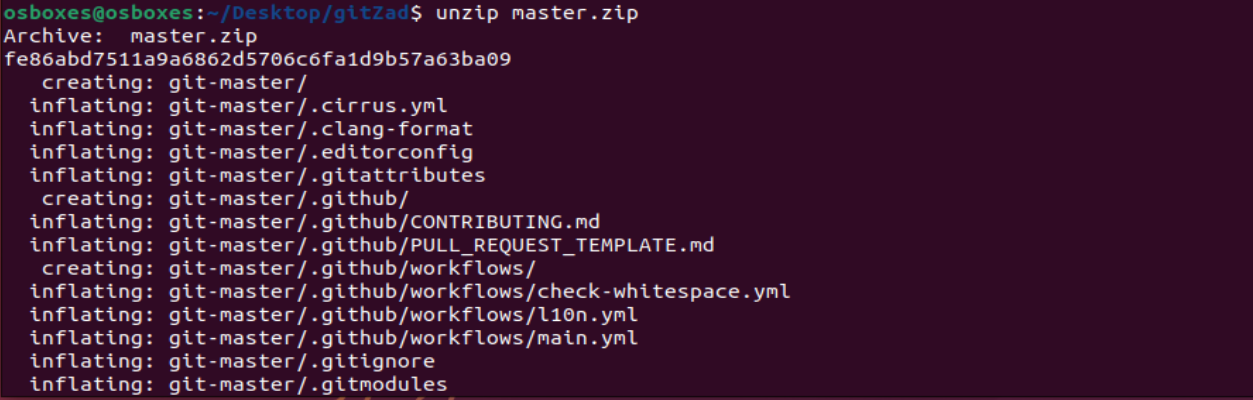 osboxes@osboxes:~/Desktop/gitZad$ unzip master.zip
Archive:  master.zip
fe86abd7511a9a6862d5706c6fa1d9b57a63ba09
   creating: git-master/
  inflating: git-master/.cirrus.yml
  inflating: git-master/.clang-format
  inflating: git-master/.editorconfig
  inflating: git-master/.gitattributes
   creating: git-master/.github/
  inflating: git-master/.github/CONTRIBUTING.md
  inflating: git-master/.github/PULL_REQUEST_TEMPLATE.md
   creating: git-master/.github/workflows/
  inflating: git-master/.github/workflows/check-whitespace.yml
  inflating: git-master/.github/workflows/l10n.yml
  inflating: git-master/.github/workflows/main.yml
  inflating: git-master/.gitignore
  inflating: git-master/.gitmodules